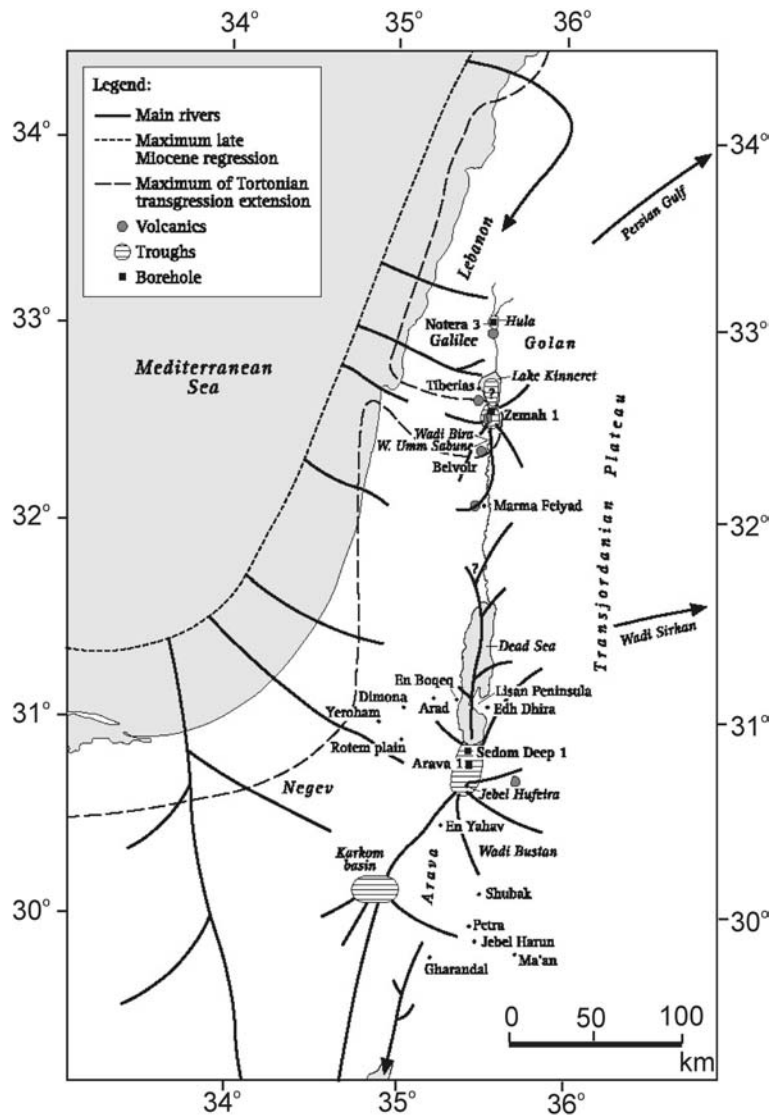 34°
35°
36°
Legend:
Main rivers
Maximum late
Miocene regression
Maximum of Tortonian
transgression extension
Volcanics
Troughs
Borehole
34°
34°
Persian Gulf
Lebanon
33°
33°
Notera 3
Hula
Galilee
Golan
Mediterranean
Sea
Lake Kinneret
Tiberias
?
Zemah 1
Wadi Bira
W. Umm Sabune
Belvoir
Transjordanian Plateau
32°
32°
Marma Feiyad
?
Wadi Sirhan
Dead Sea
En Boqeq
Lisan Peninsula
Dimona
Arad
Edh Dhira
31°
31°
Yeroham
Rotem plain
Sedom Deep 1
Arava 1
Negev
Jebel Hufeira
En Yahav
Wadi Bustan
Karkom
basin
Arava
30°
30°
Shubak
Petra
Jebel Harun
Ma'an
Gharandal
0 50 100
km
34°
35°
36°